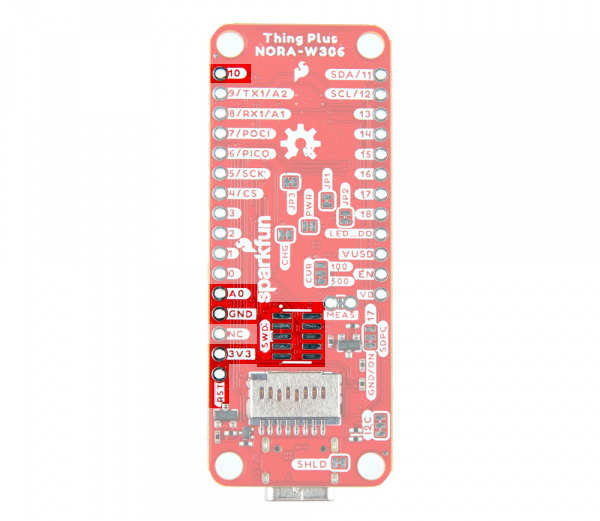 Thing Plus
NORA-W306
10
SDA/11
9/TX1/A2
SCL/12
8/RX1/A1
13
7/POCI
14
6/PICO
15
5/SCK
16
4/CS
17
JP3
PWR
JP1
JP2
3
18
2
LED_DO
CHG
1
VUSB
sparkfun
0
CUR
100
500
EN
A0
VB
GND
MEAS
17
NC
SWD
SDPC
3V3
GND/ON
RST
I2C
SHLD